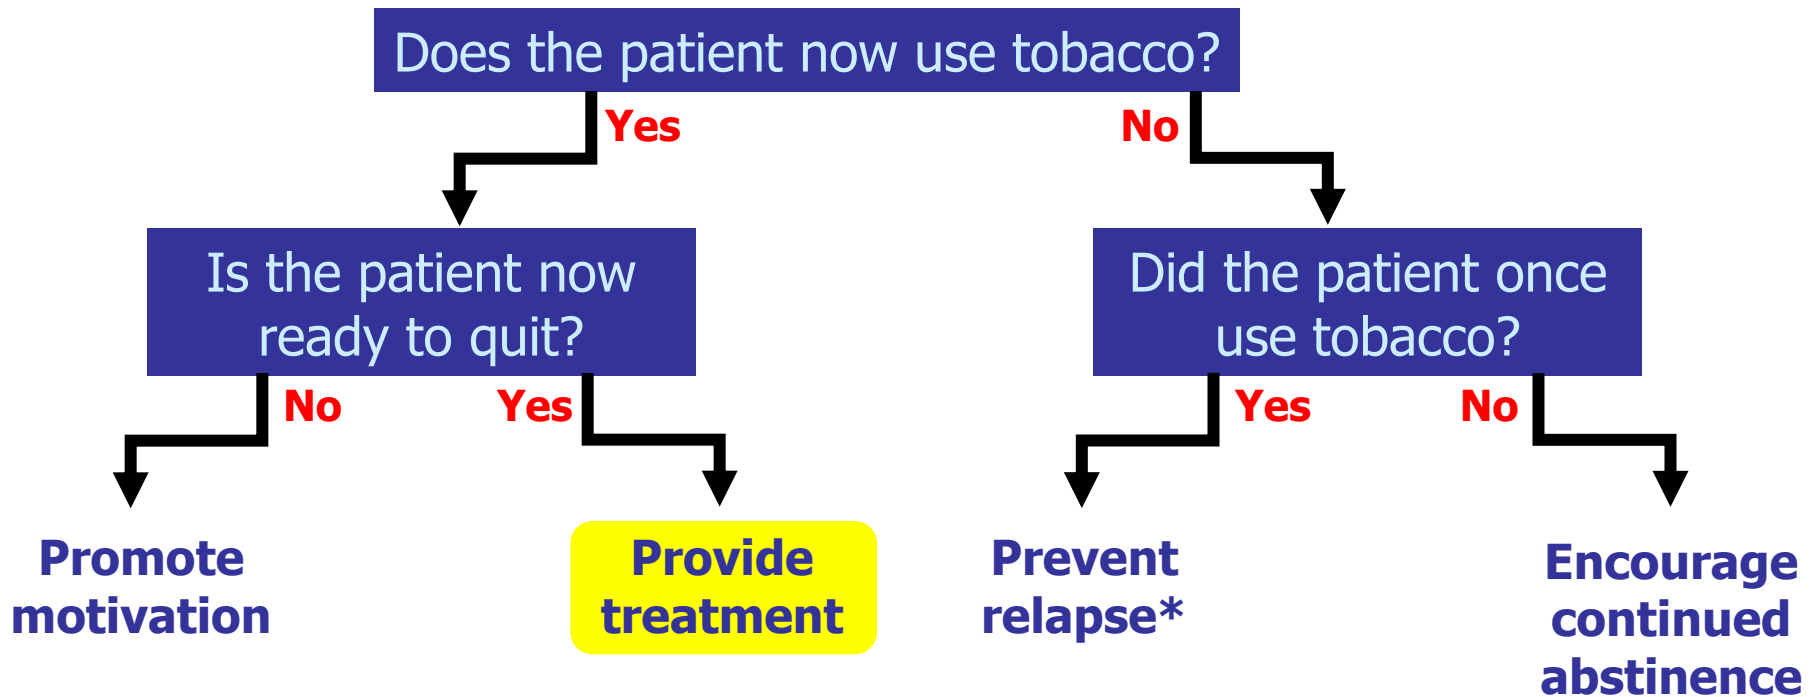 Does the patient now use tobacco?
Yes
No
Is the patient now
ready to quit?
Did the patient once
use tobacco?
No
Yes
Yes
No
Promote
motivation
Provide
treatment
Prevent
relapse*
Encourage
continued
abstinence